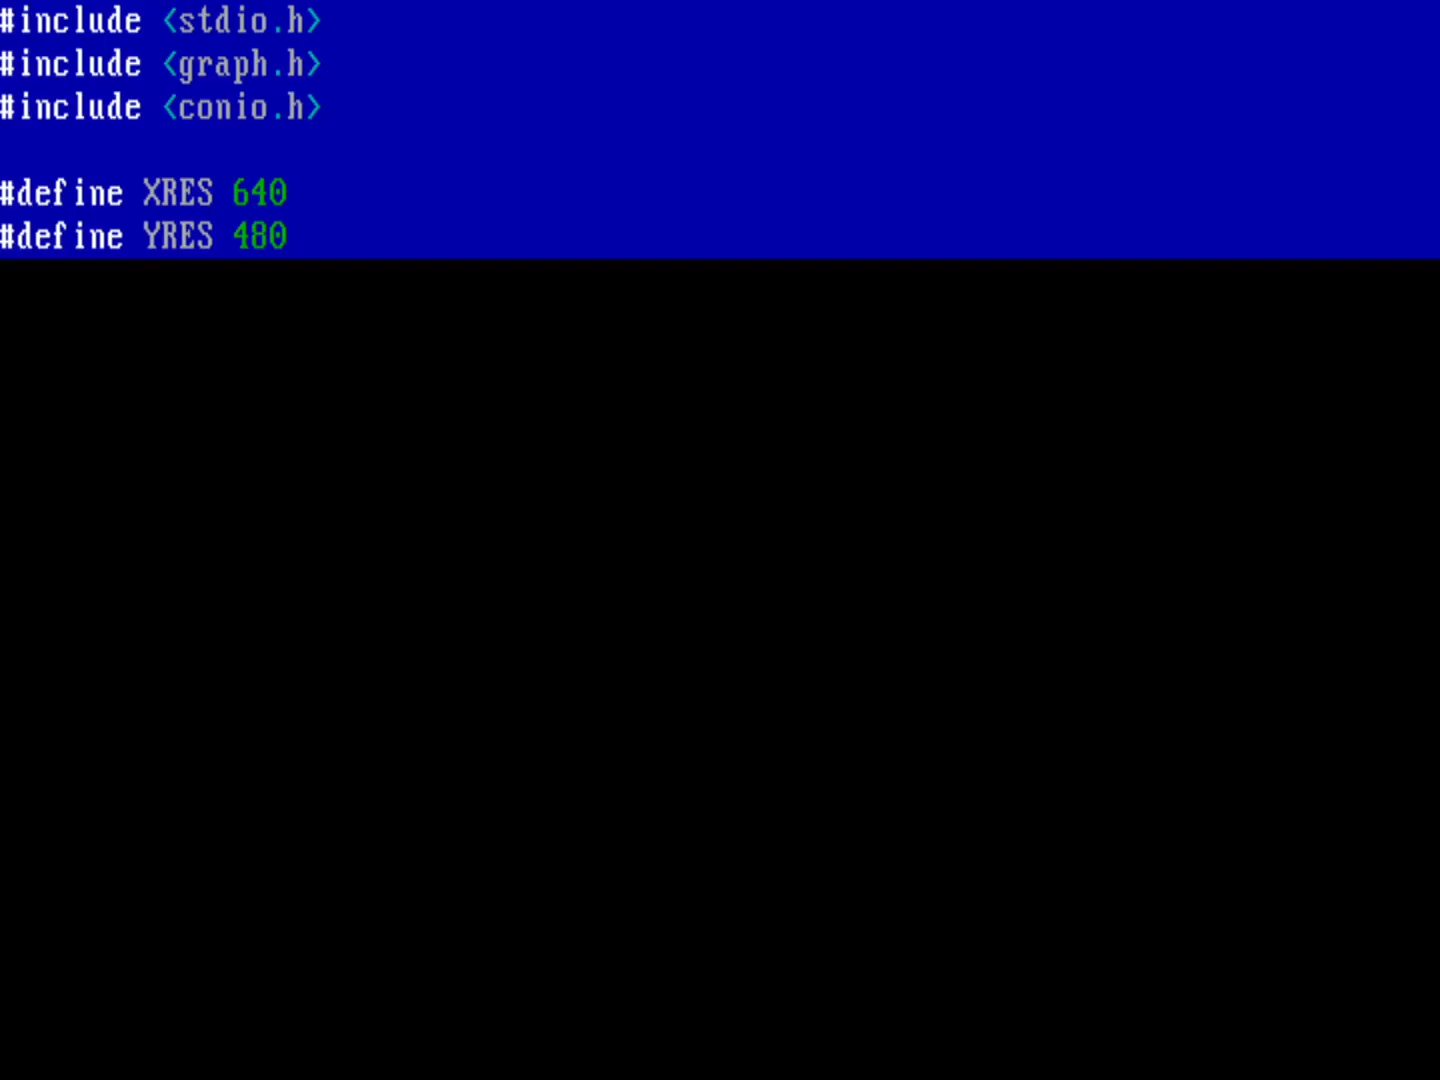 #include <stdio.h>
#include <graph.h>
#include <conio.h>
#define XRES 640
#define YRES 480